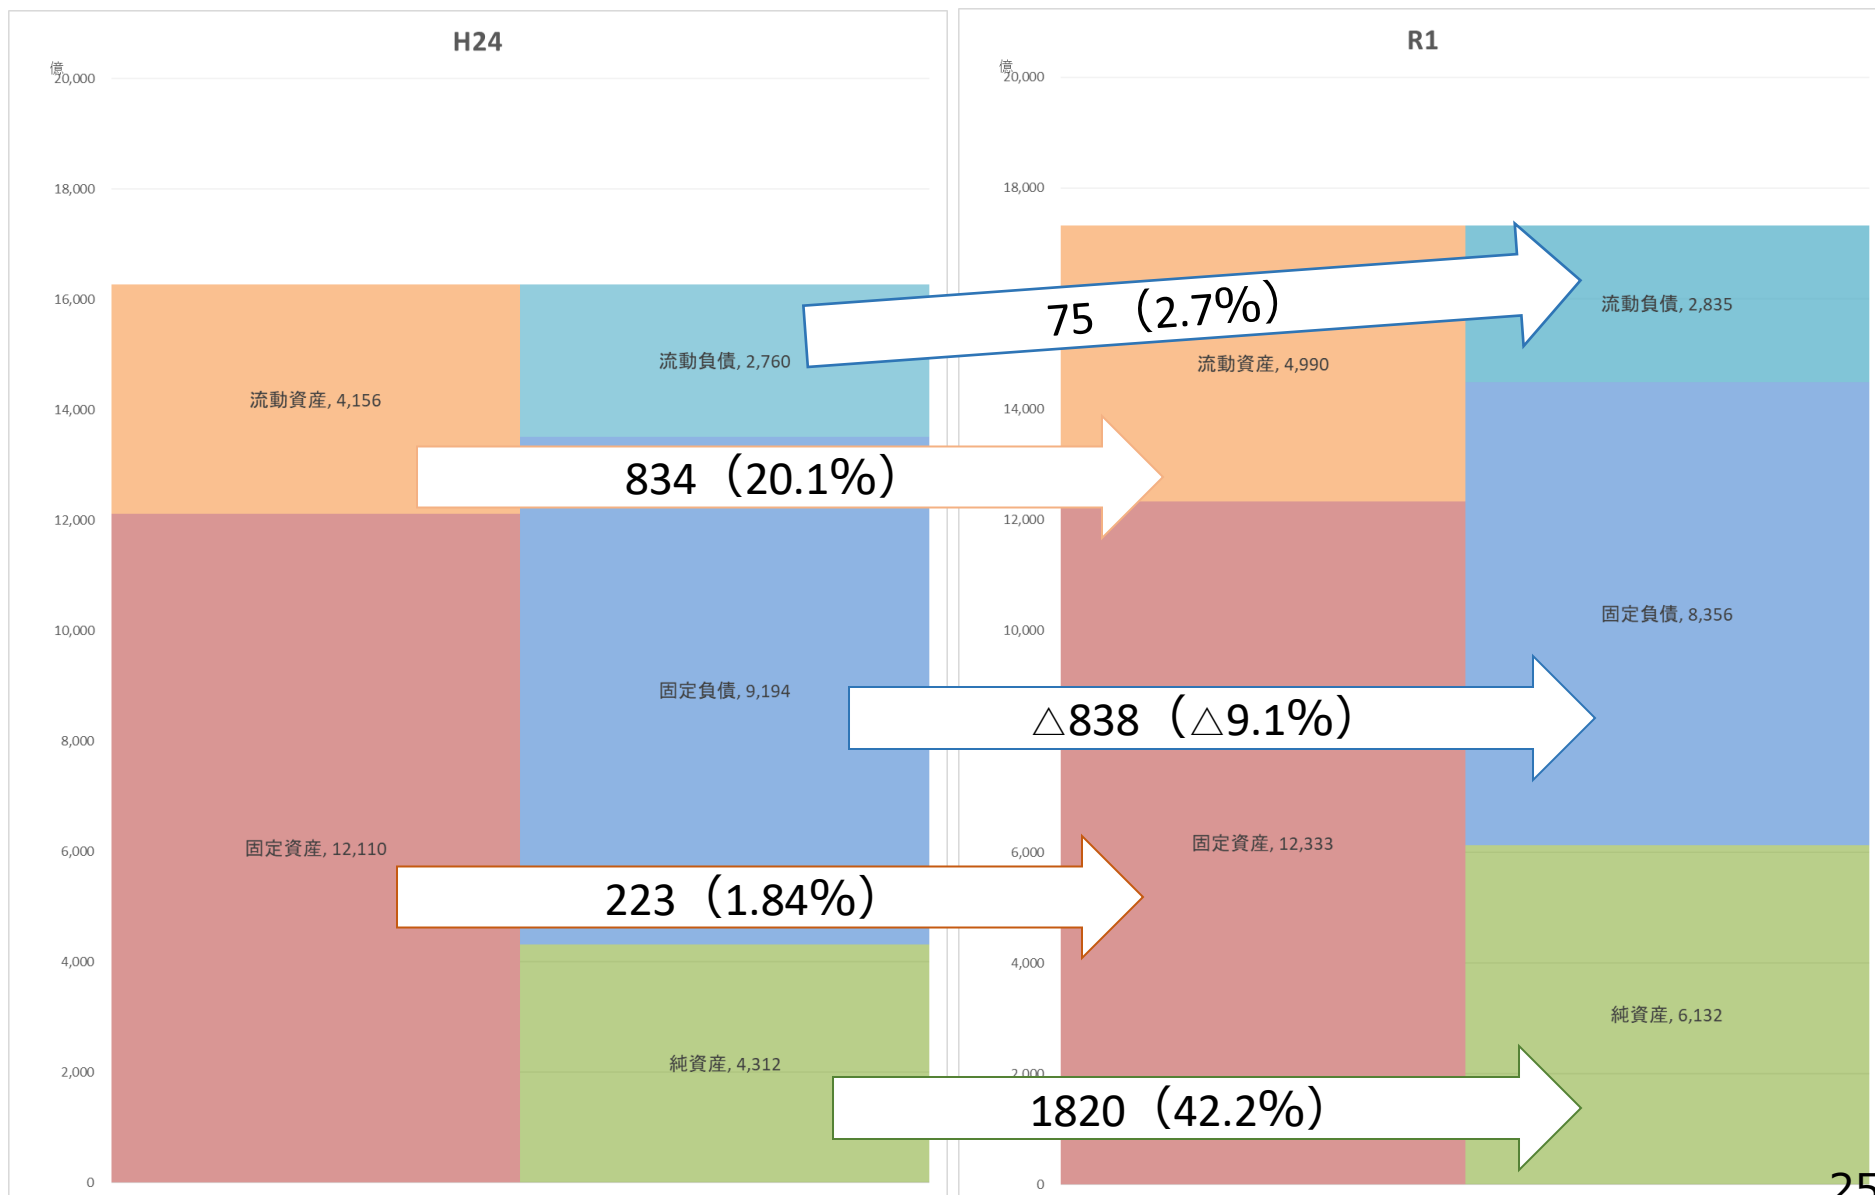 H24
億
20,000
18,000
16,000
14,000
12,000
10,000
8,000
6,000
4,000
2,000
0
流動資産, 4,156
固定資産, 12,110
流動負債, 2,760
固定負債, 9,194
純資産, 4,312
R1
億
20,000
18,000
14,000
12,000
10,000
6,000
4,000
2,000
0
流動資産, 4,990
固定資産, 12,333
流動負債, 2,835
固定負債, 8,356
純資産, 6,132
75 （2.7%）
834（20.1%）
△838（△9.1%）
223（1.84%）
1820（42.2%）
25